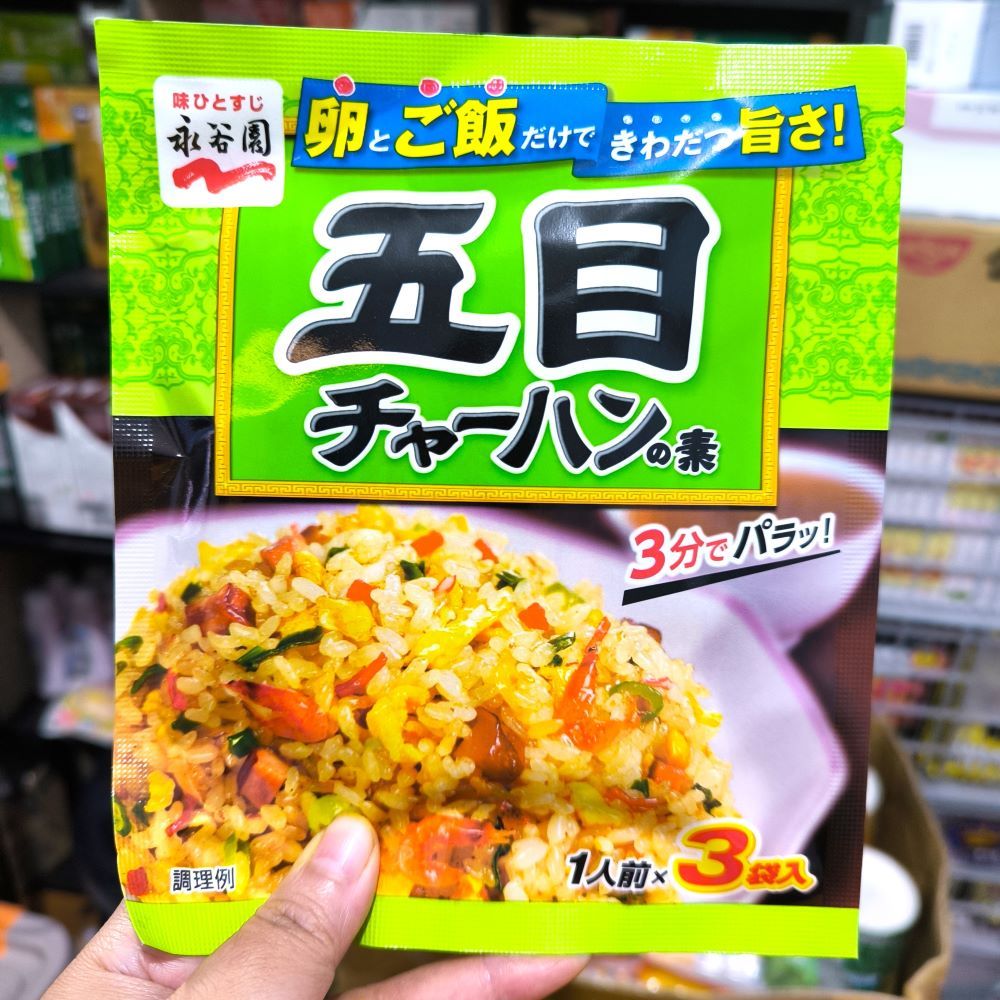 味ひとすじ
永谷園
卵とご飯だけで きわだつ旨さ!
五目
チャーハンの素
3分でパラッ!
1人前×3袋入
調理例